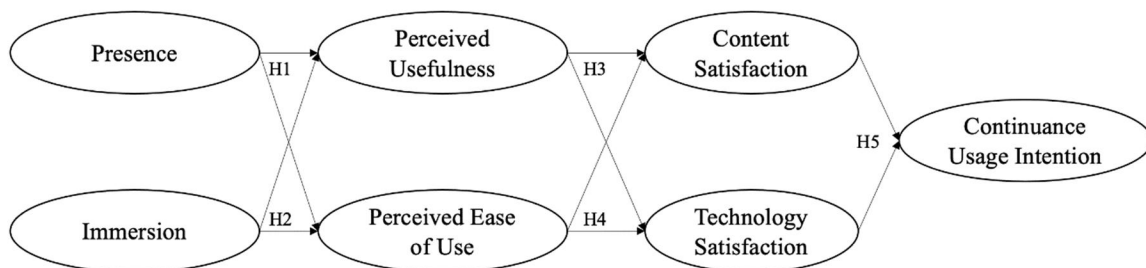 Presence
H1
Perceived
Usefulness
H3
Content
Satisfaction
H5
Continuance
Usage Intention
Immersion
H2
Perceived Ease
of Use
H4
Technology
Satisfaction